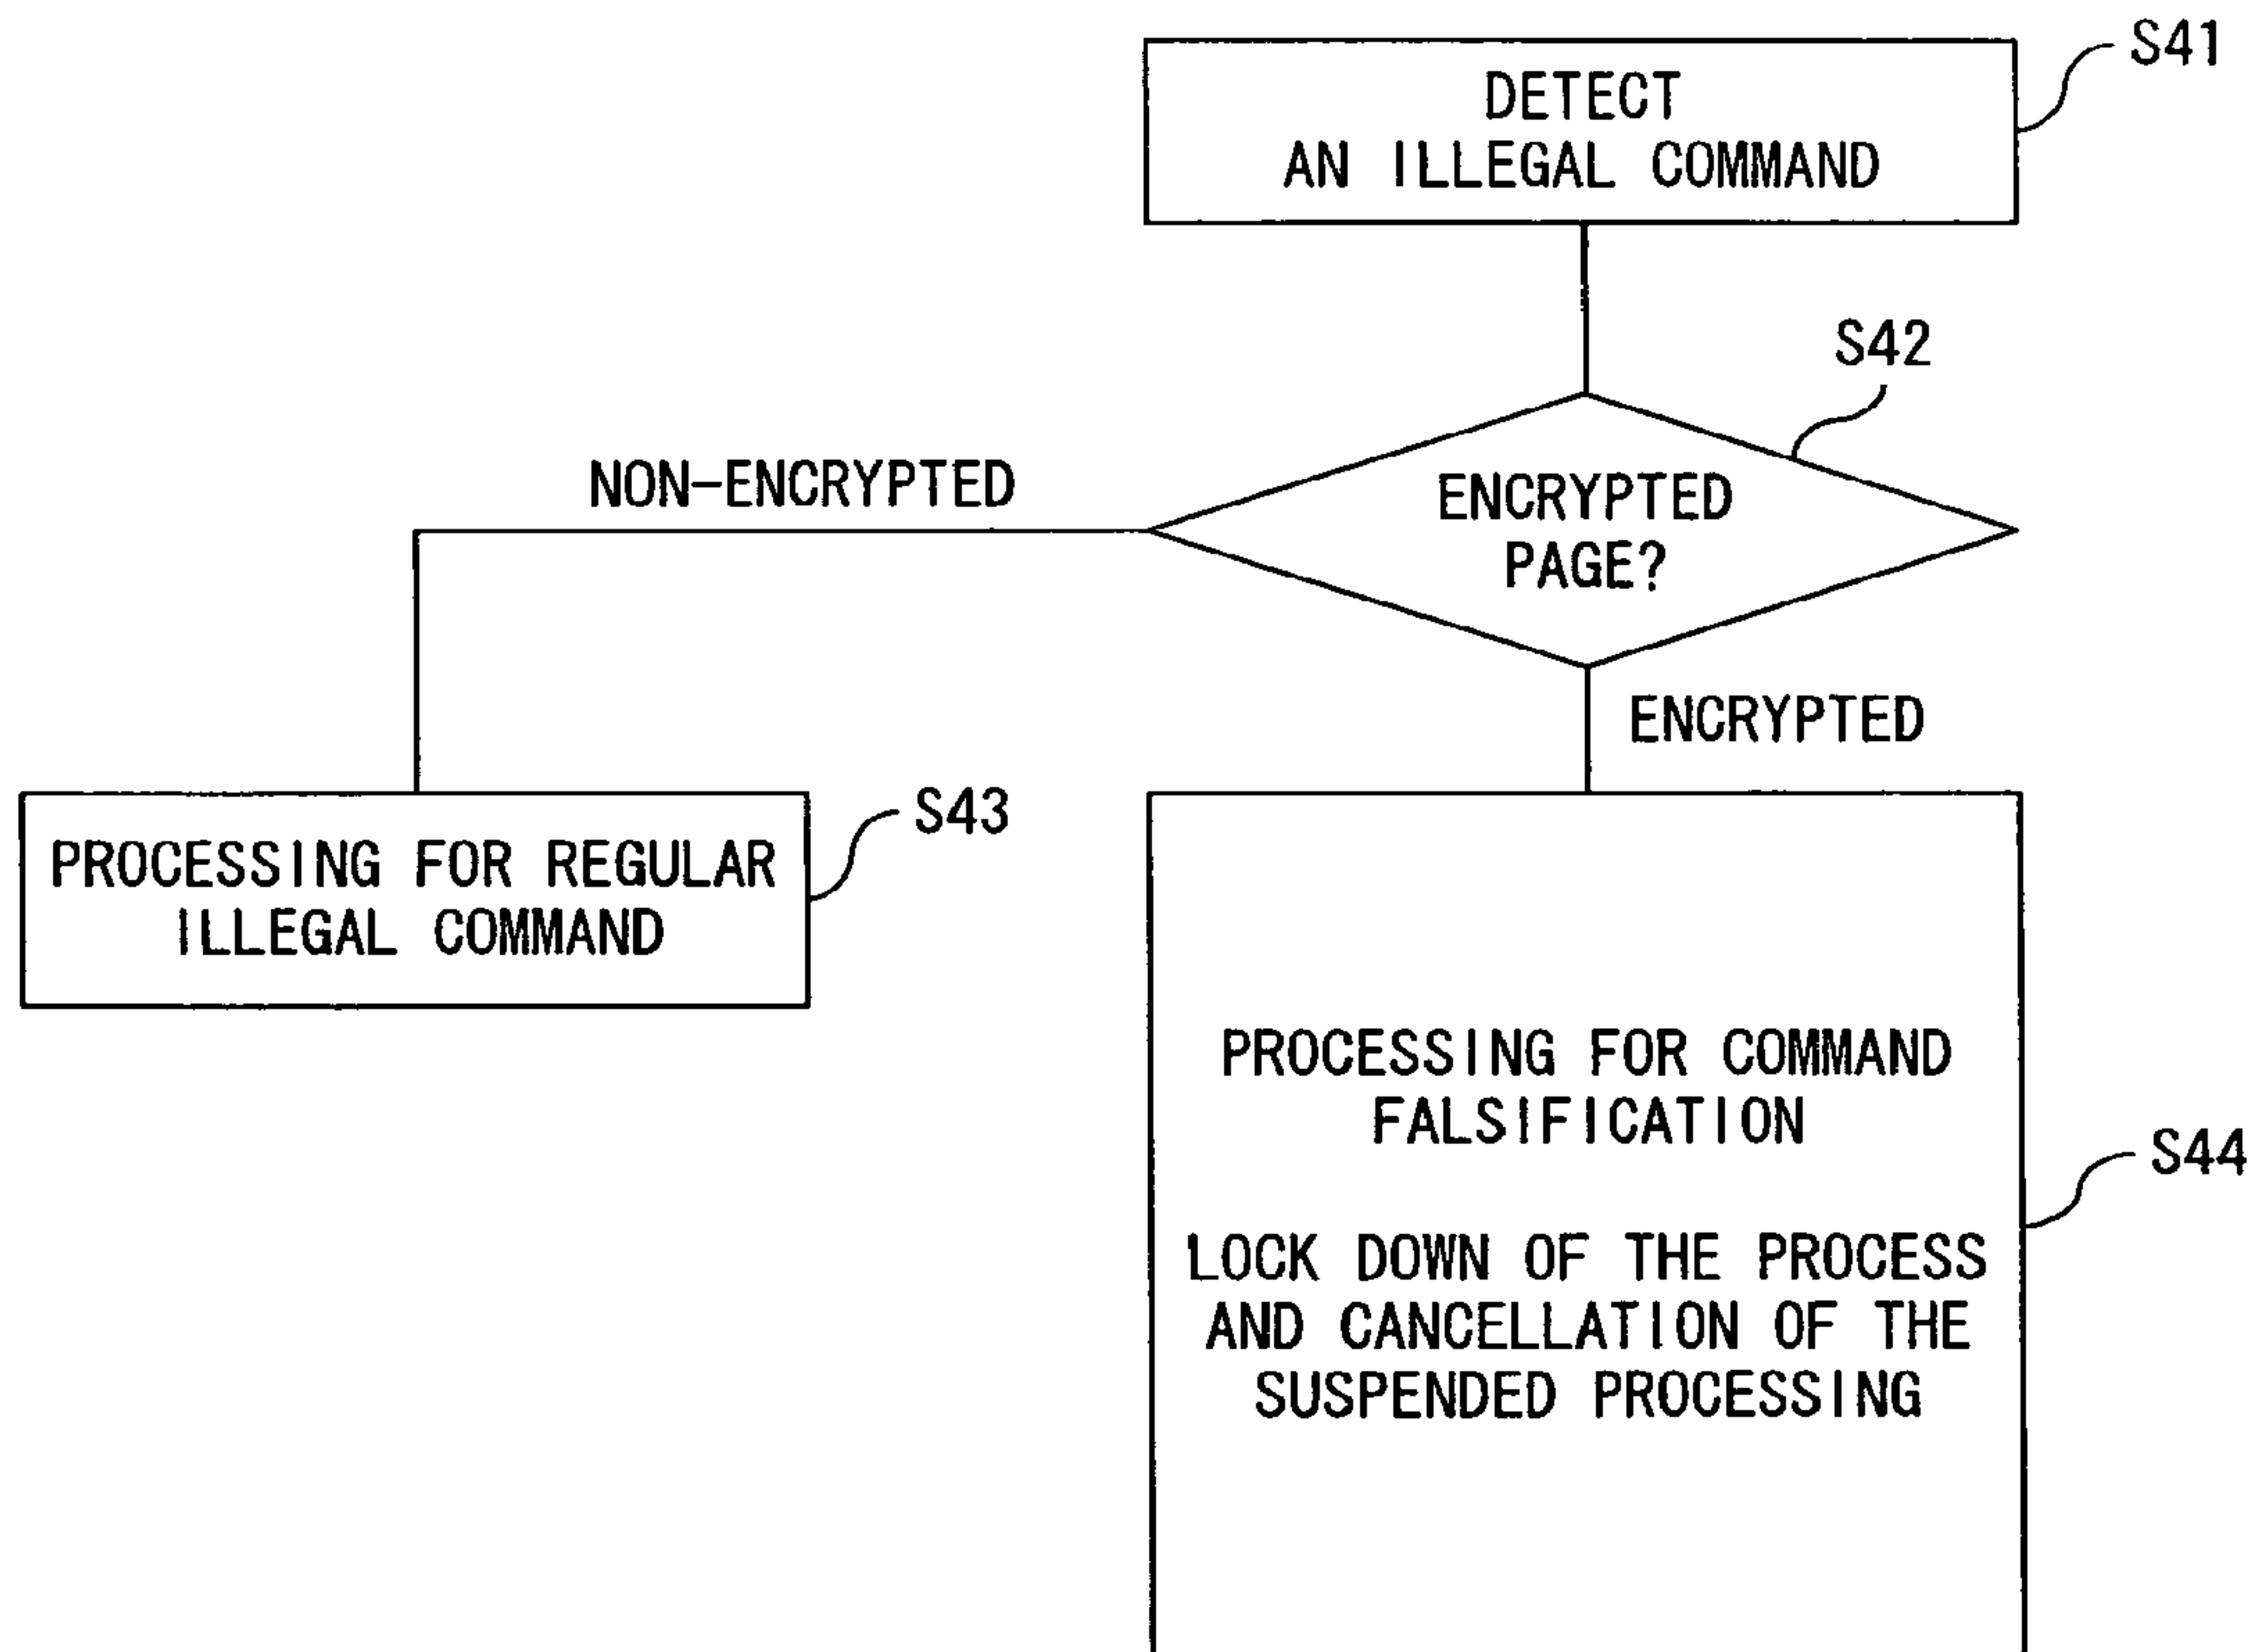 S41
DETECT
AN ILLEGAL COMMAND
S42
NON-ENCRYPTED
ENCRYPTED
PAGE?
ENCRYPTED
S43
PROCESSING FOR REGULAR
ILLEGAL COMMAND
PROCESSING FOR COMMAND
FALSIFICATION
S44
LOCK DOWN OF THE PROCESS
AND CANCELLATION OF THE
SUSPENDED PROCESSING